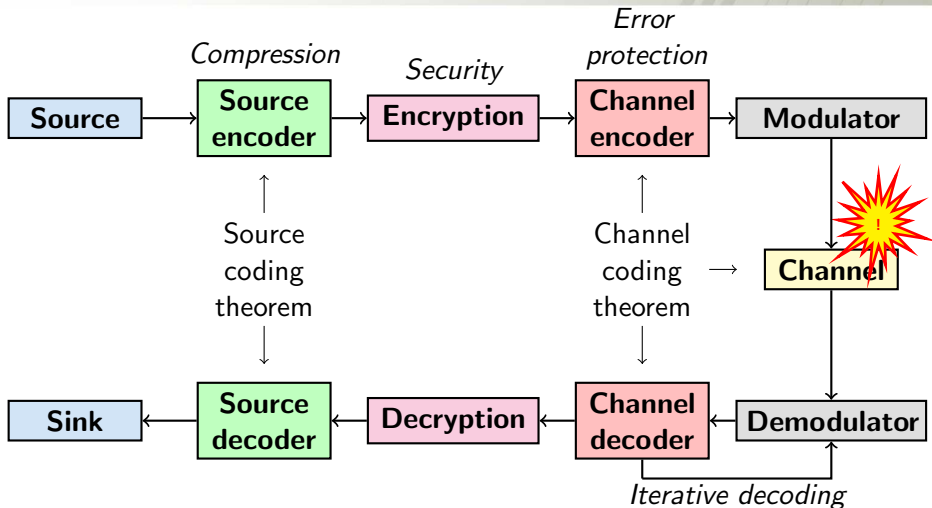 Compression
Security
Error
protection
Source
Source
encoder
Encryption
Channel
encoder
Modulator
!
Source
coding
theorem
Channel
coding
theorem
Channel
Sink
Source
decoder
Decryption
Channel
decoder
Demodulator
Iterative decoding